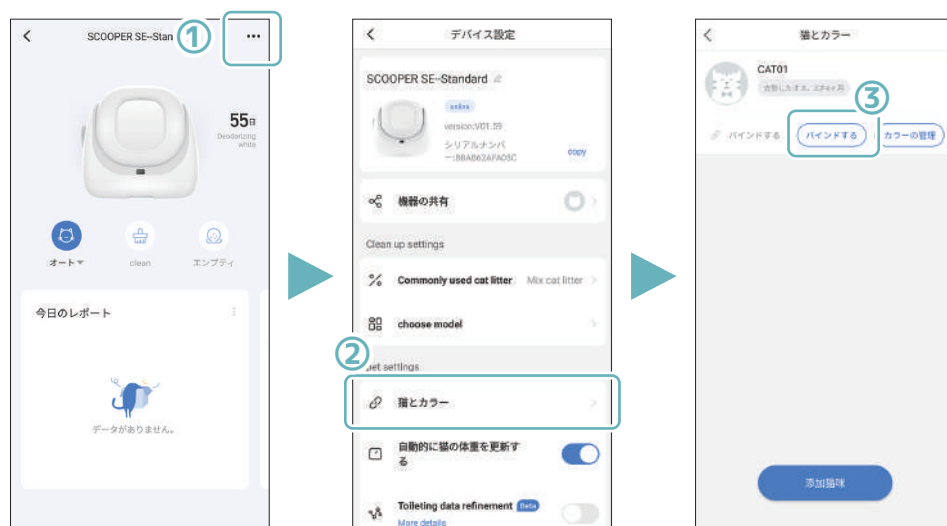 SCOOPER SE--Stan
①
55日
Deodorizing
white
オート
clean
エンプティ
今日のレポート
データがありません。
デバイス設定
SCOOPER SE--Standard
online
version:V01.59
シリアルナンバ
copy
機器の共有
Clean up settings
Commonly used cat litter Mix cat litter
choose model
②
pet settings
猫とカラー
自動的に猫の体重を更新す
る
Toileting data refinement Beta
More details
猫とカラー
CAT01
③
バインドする バインドする カラーの管理
添加猫咪